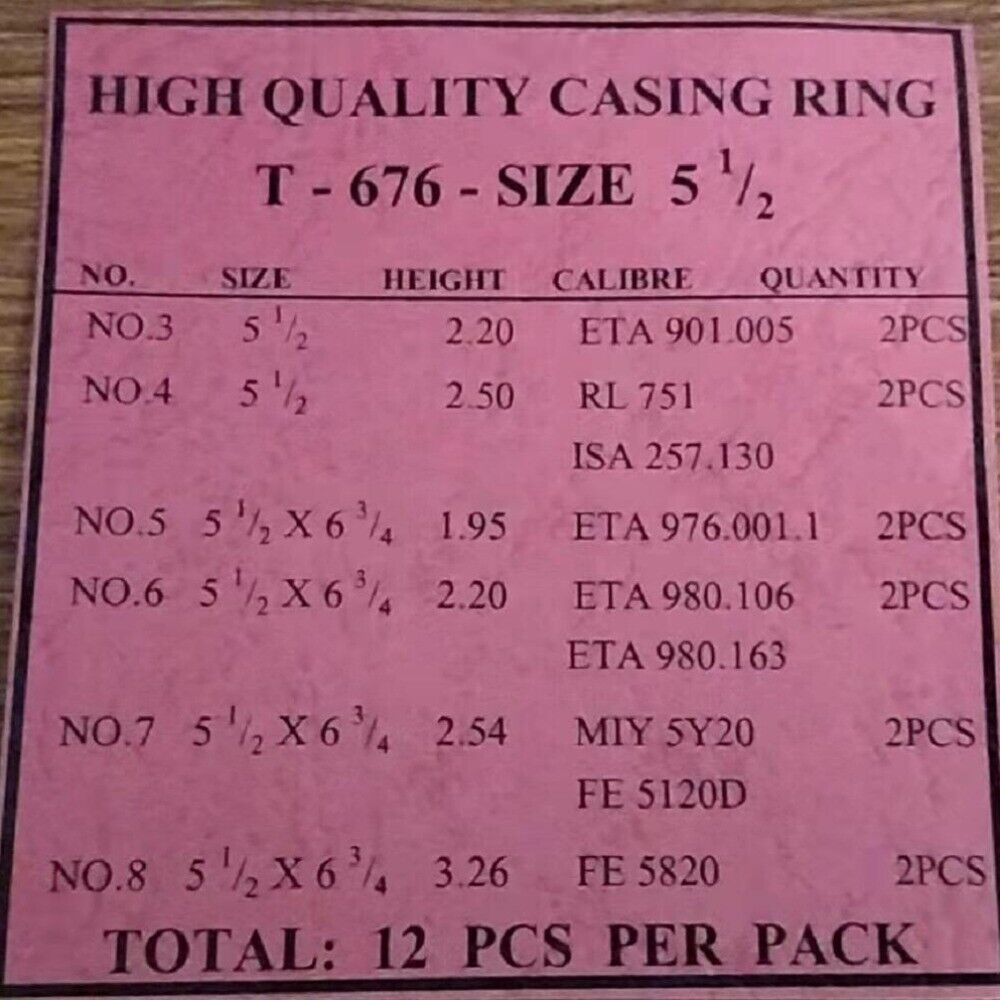 HIGH QUALITY CASING RING
T - 676 - SIZE 5 1/2
NO. SIZE HEIGHT CALIBRE QUANTITY
NO.3 5 1/2 2.20 ETA 901.005 2PCS
NO.4 5 1/2 2.50 RL 751 2PCS
ISA 257.130
NO.5 5 1/2 X 6 3/4 1.95 ETA 976.001.1 2PCS
NO.6 5 1/2 X 6 3/4 2.20 ETA 980.106 2PCS
ETA 980.163
NO.7 5 1/2 X 6 3/4 2.54 MIY 5Y20 2PCS
FE 5120D
NO.8 5 1/2 X 6 3/4 3.26 FE 5820 2PCS
TOTAL: 12 PCS PER PACK